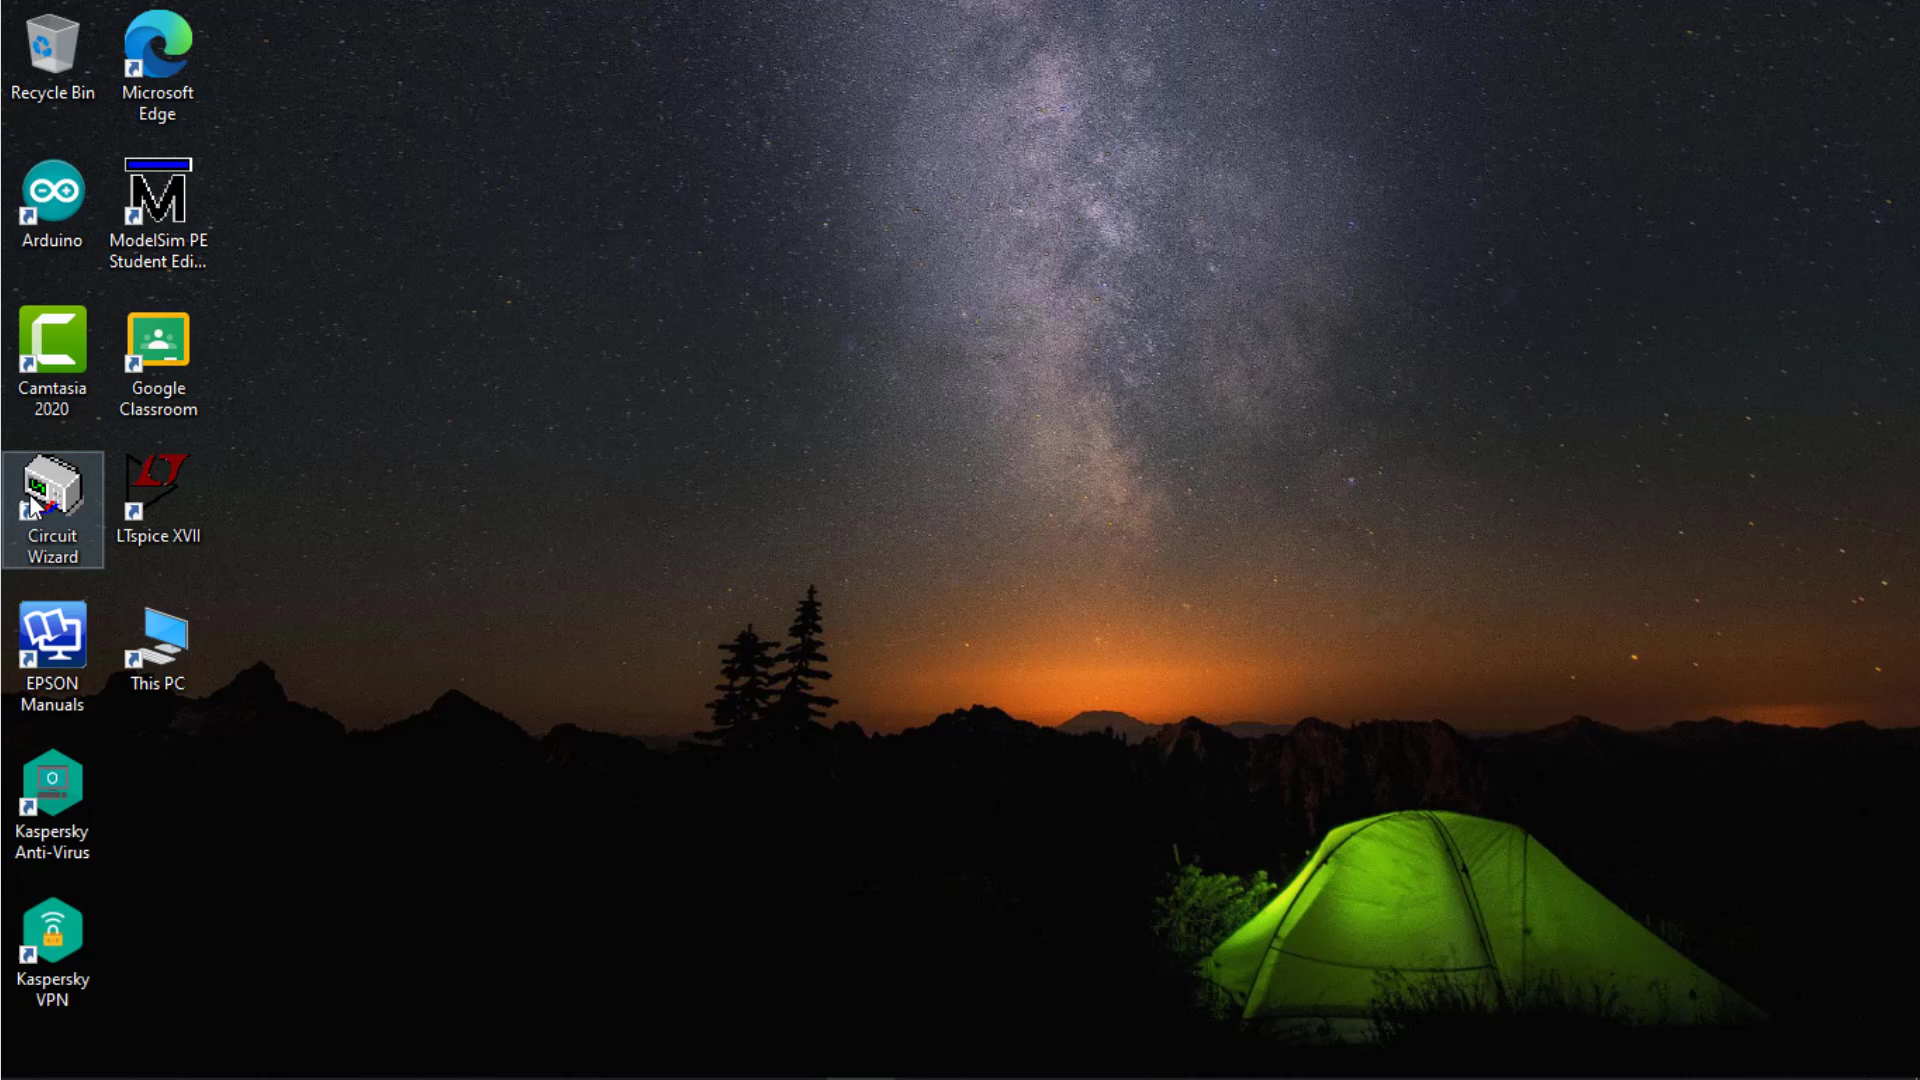 Recycle Bin
Microsoft
Edge
Arduino
ModelSim PE
Student Edi...
Camtasia
2020
Google
Classroom
Circuit
Wizard
LTspice XVII
EPSON
Manuals
This PC
Kaspersky
Anti-Virus
Kaspersky
VPN